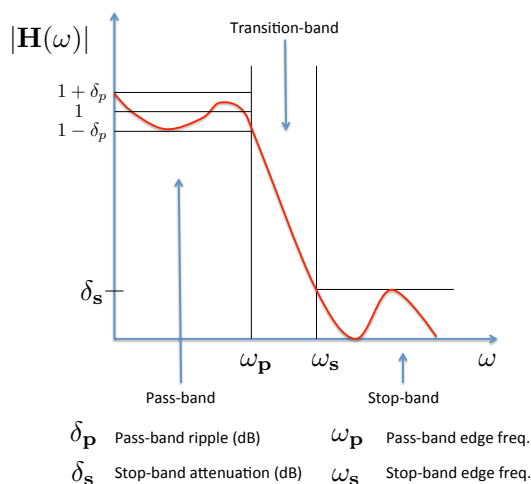 Transition-band
|H(ω)|
1 + δp
1
1 − δp
δs
ωp
ωs
ω
Pass-band
Stop-band
δp Pass-band ripple (dB) ωp Pass-band edge freq.
δs Stop-band attenuation (dB) ωs Stop-band edge freq.